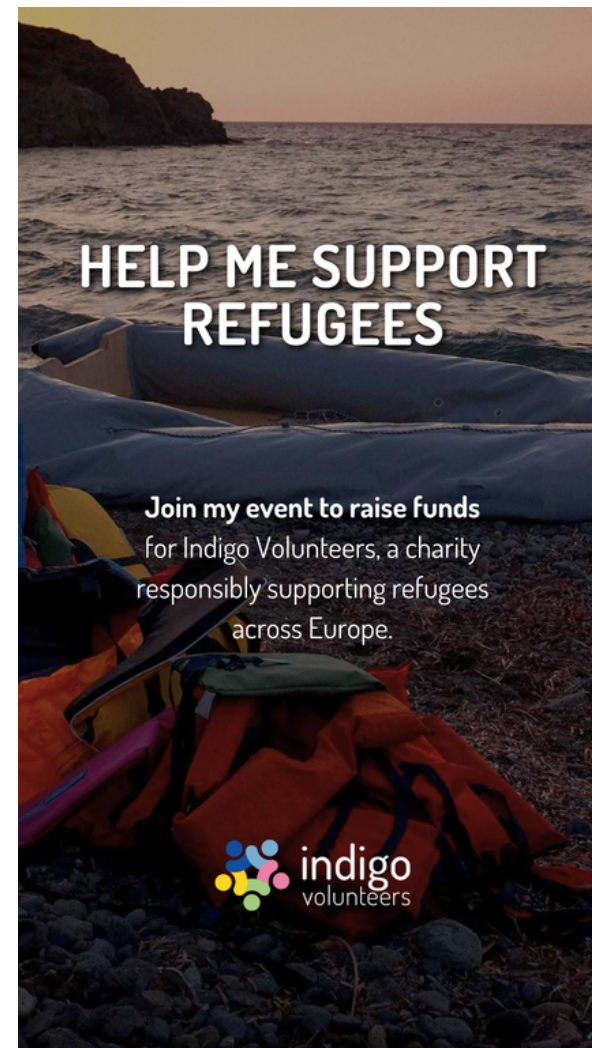 HELP ME SUPPORT
REFUGEES
Join my event to raise funds
for Indigo Volunteers, a charity
responsibly supporting refugees
across Europe.
indigo
volunteers